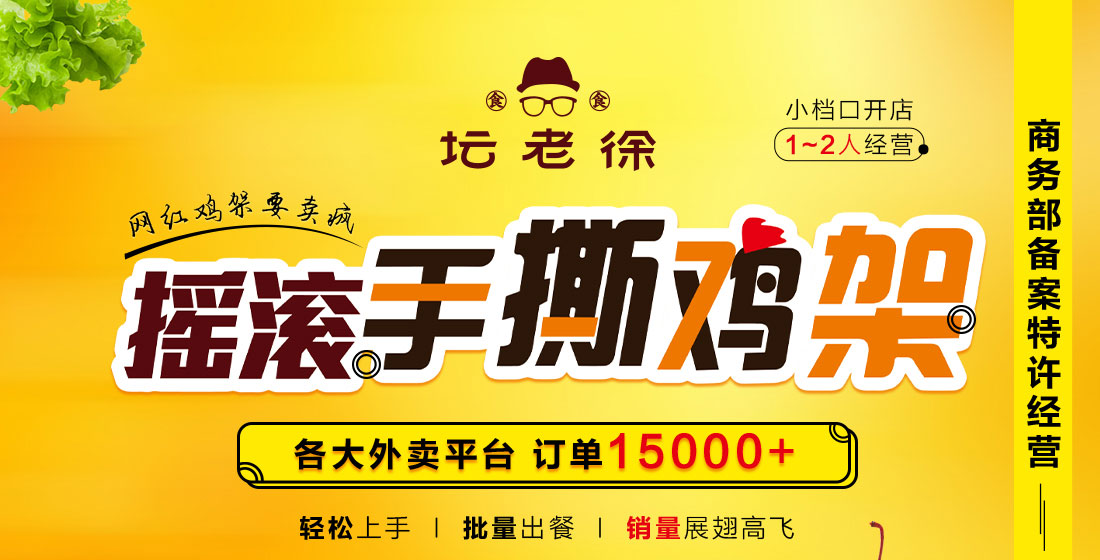 食 食
坛老徐
小档口开店
1~2人经营
网红鸡架要卖疯
摇滚手撕鸡架
各大外卖平台 订单15000+
轻松上手 | 批量出餐 | 销量展翅高飞
商务部备案特许经营